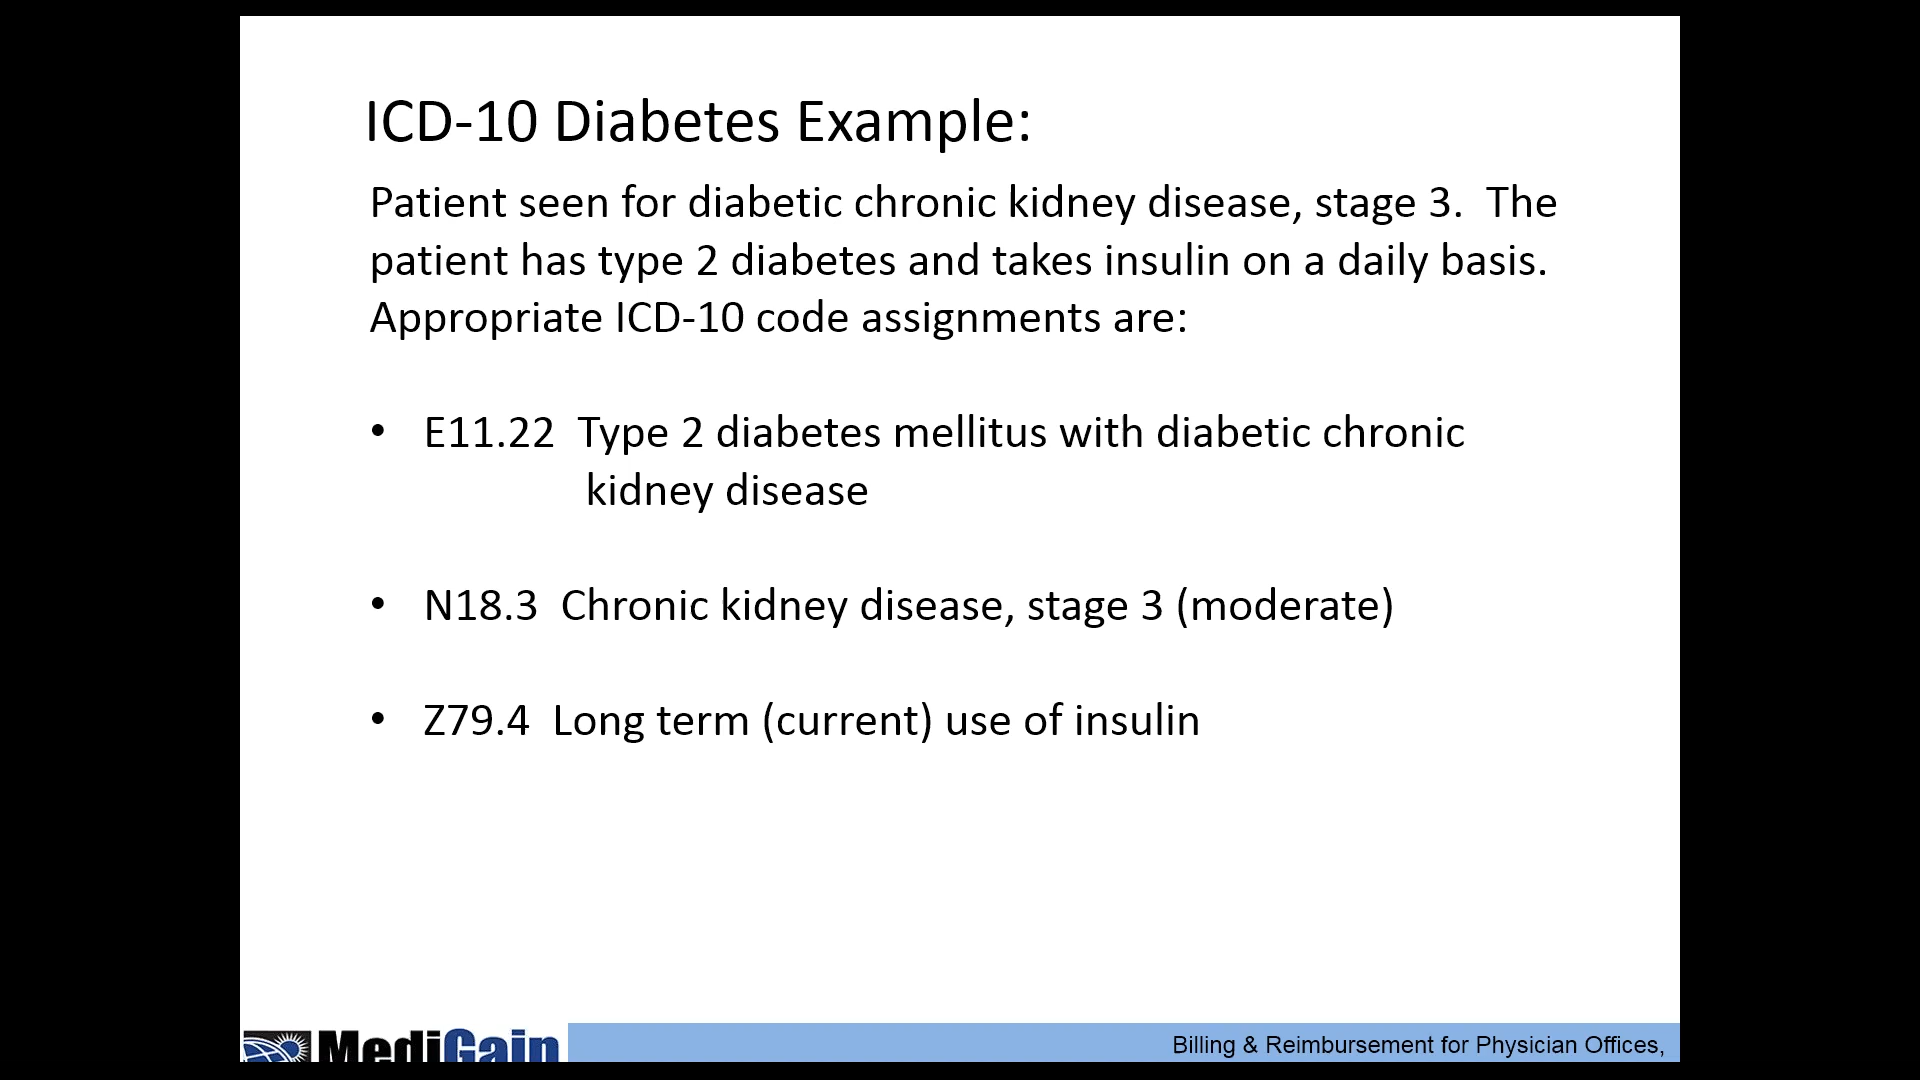 ICD-10 Diabetes Example:
Patient seen for diabetic chronic kidney disease, stage 3.  The
patient has type 2 diabetes and takes insulin on a daily basis.
Appropriate ICD-10 code assignments are:
• E11.22  Type 2 diabetes mellitus with diabetic chronic
kidney disease
• N18.3  Chronic kidney disease, stage 3 (moderate)
• Z79.4  Long term (current) use of insulin
MediGain
Billing & Reimbursement for Physician Offices,